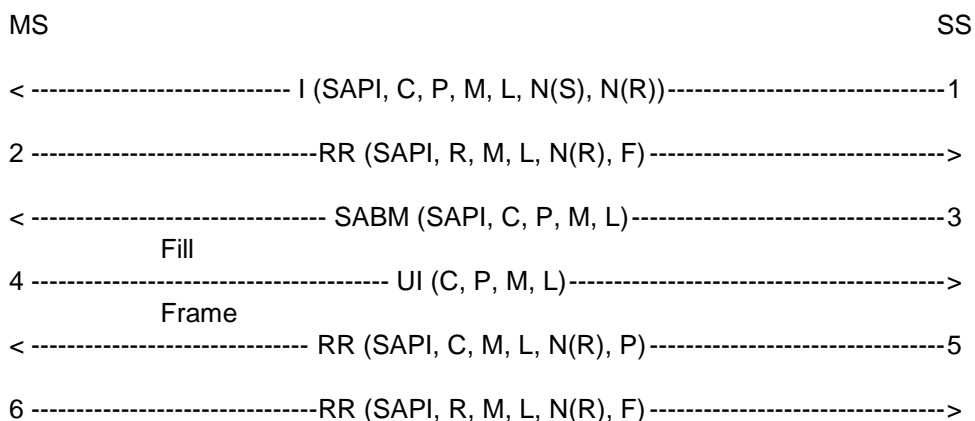 MS SS
< ----------------------------- I (SAPI, C, P, M, L, N(S), N(R))-------------------------------1
2 --------------------------------RR (SAPI, R, M, L, N(R), F) --------------------------------->
< --------------------------------- SABM (SAPI, C, P, M, L)-----------------------------------3
Fill
4 ---------------------------------------- UI (C, P, M, L)------------------------------------------>
Frame
< ------------------------------- RR (SAPI, C, M, L, N(R), P)----------------------------------5
6 --------------------------------RR (SAPI, R, M, L, N(R), F) --------------------------------->